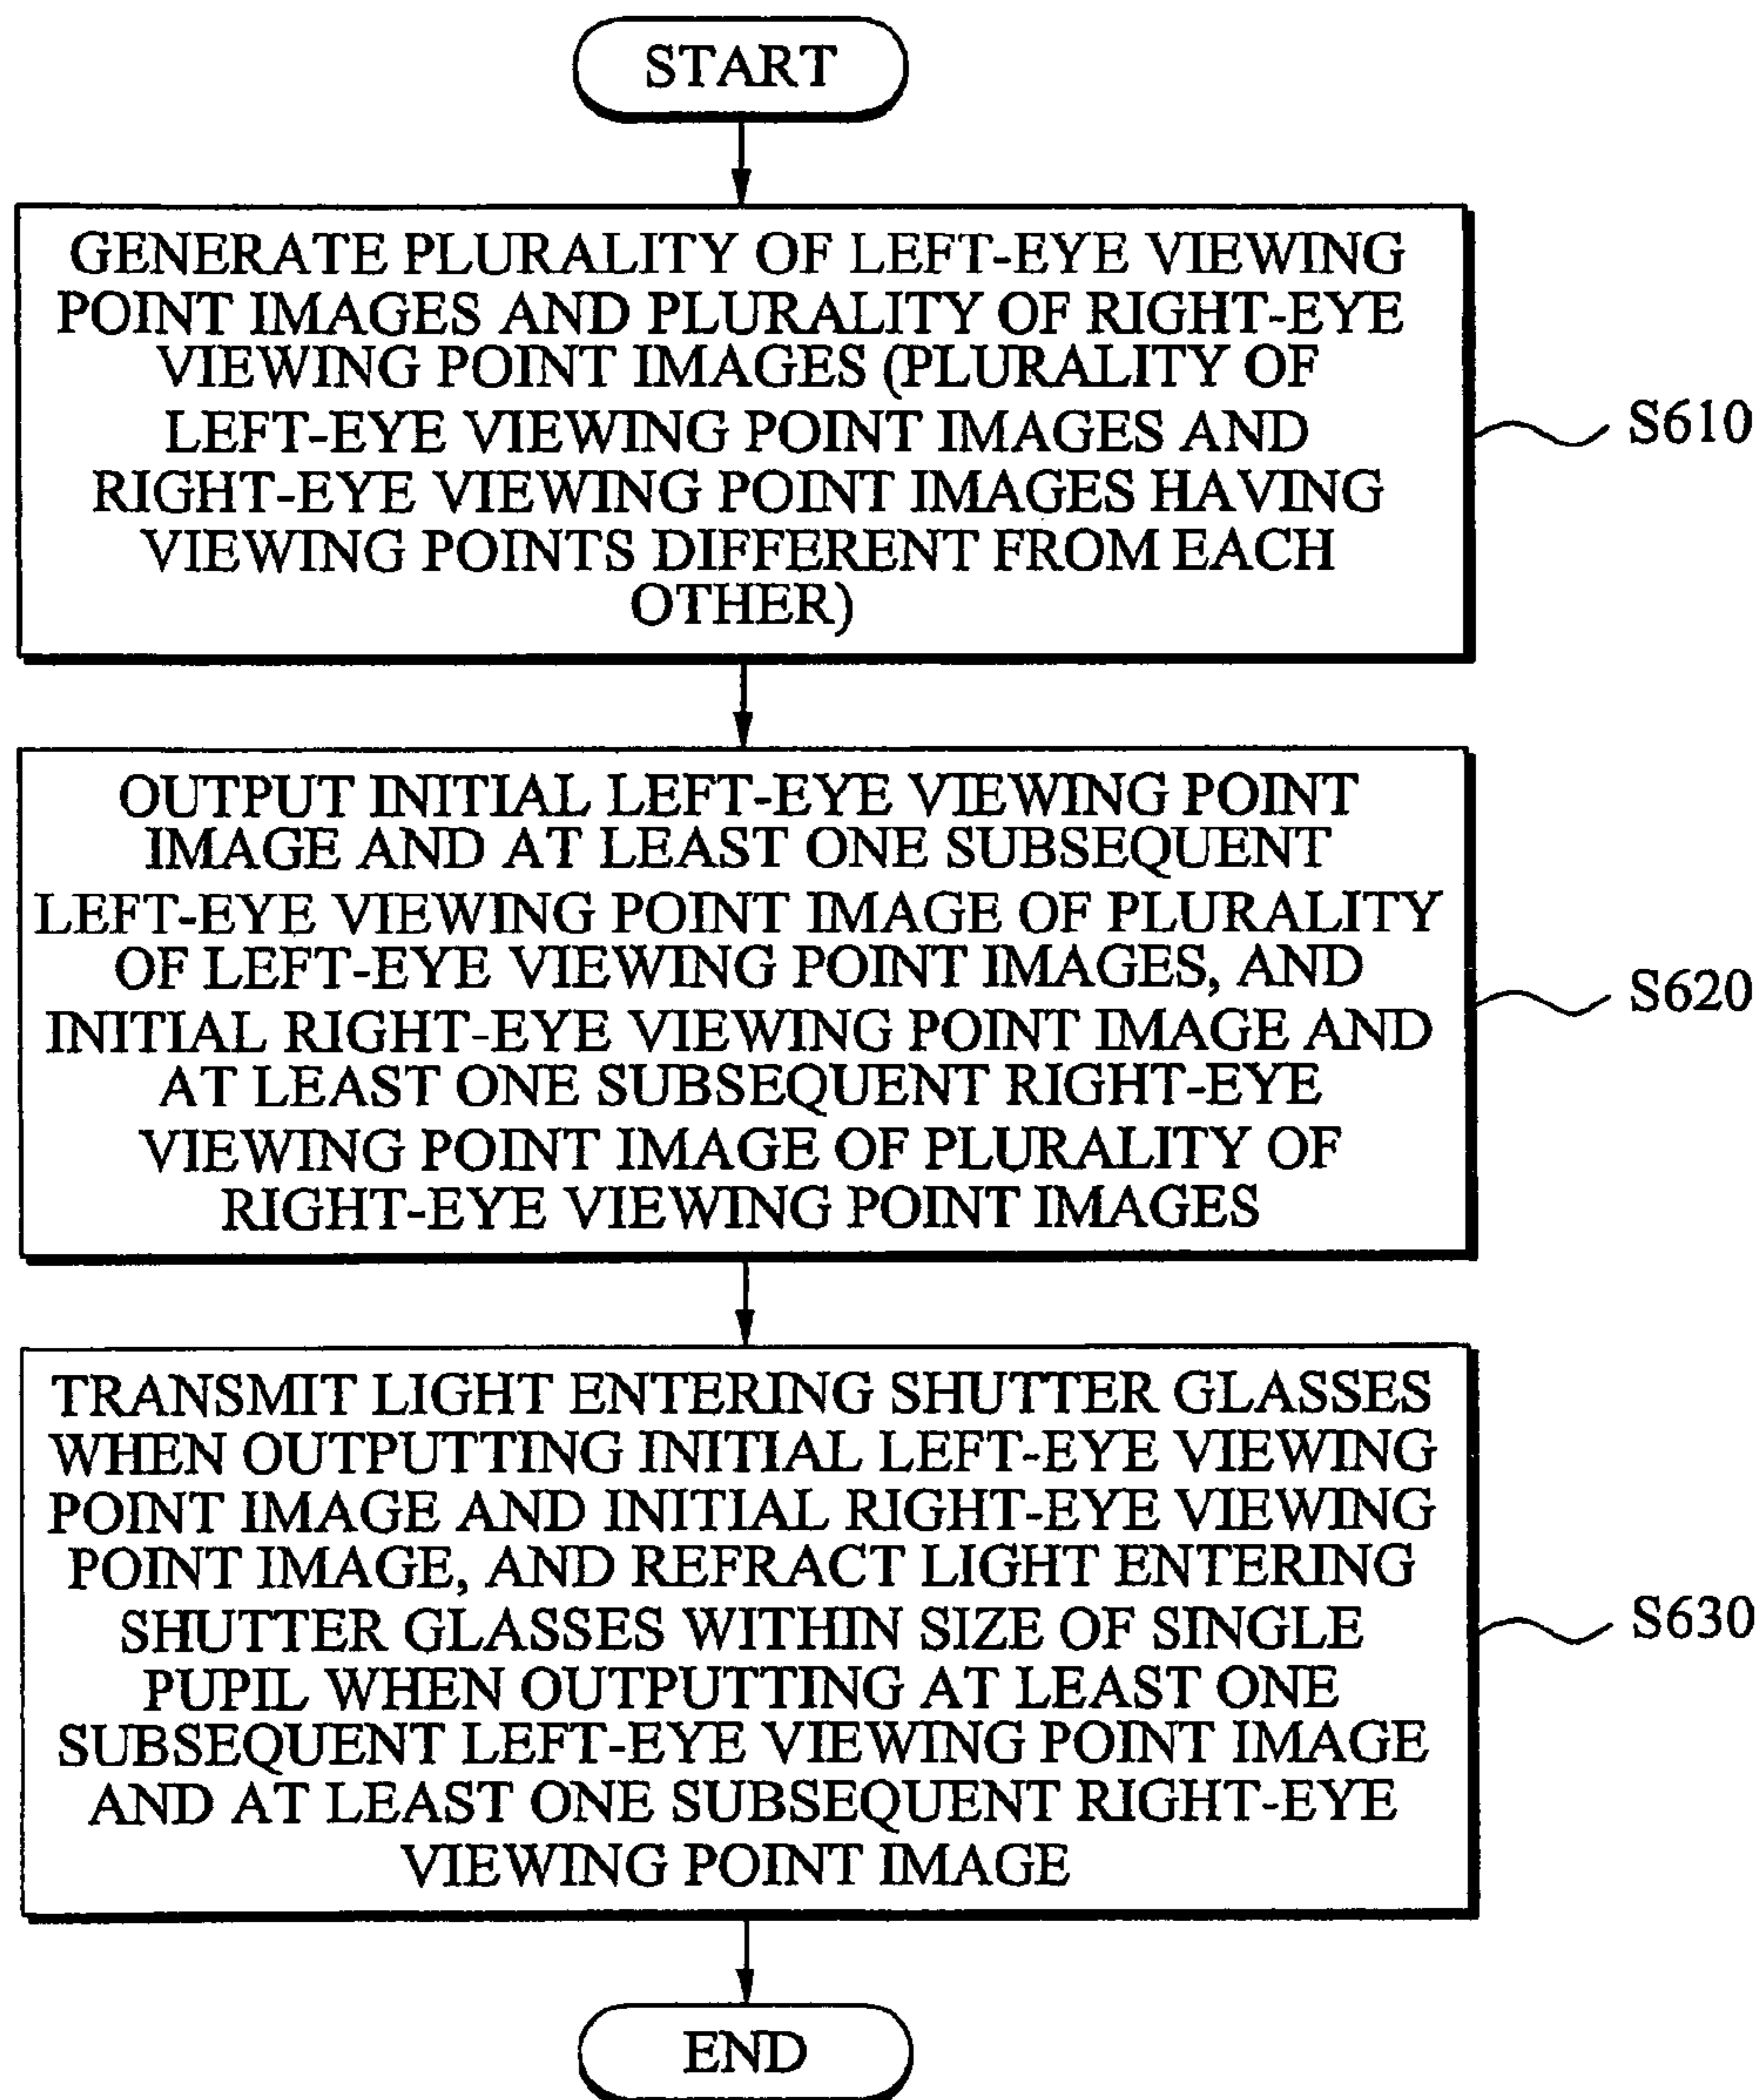 START
GENERATE PLURALITY OF LEFT-EYE VIEWING
POINT IMAGES AND PLURALITY OF RIGHT-EYE
VIEWING POINT IMAGES (PLURALITY OF
LEFT-EYE VIEWING POINT IMAGES AND
RIGHT-EYE VIEWING POINT IMAGES HAVING
VIEWING POINTS DIFFERENT FROM EACH
OTHER)
S610
OUTPUT INITIAL LEFT-EYE VIEWING POINT
IMAGE AND AT LEAST ONE SUBSEQUENT
LEFT-EYE VIEWING POINT IMAGE OF PLURALITY
OF LEFT-EYE VIEWING POINT IMAGES, AND
INITIAL RIGHT-EYE VIEWING POINT IMAGE AND
AT LEAST ONE SUBSEQUENT RIGHT-EYE
VIEWING POINT IMAGE OF PLURALITY OF
RIGHT-EYE VIEWING POINT IMAGES
S620
TRANSMIT LIGHT ENTERING SHUTTER GLASSES
WHEN OUTPUTTING INITIAL LEFT-EYE VIEWING
POINT IMAGE AND INITIAL RIGHT-EYE VIEWING
POINT IMAGE, AND REFRACT LIGHT ENTERING
SHUTTER GLASSES WITHIN SIZE OF SINGLE
PUPIL WHEN OUTPUTTING AT LEAST ONE
SUBSEQUENT LEFT-EYE VIEWING POINT IMAGE
AND AT LEAST ONE SUBSEQUENT RIGHT-EYE
VIEWING POINT IMAGE
S630
END